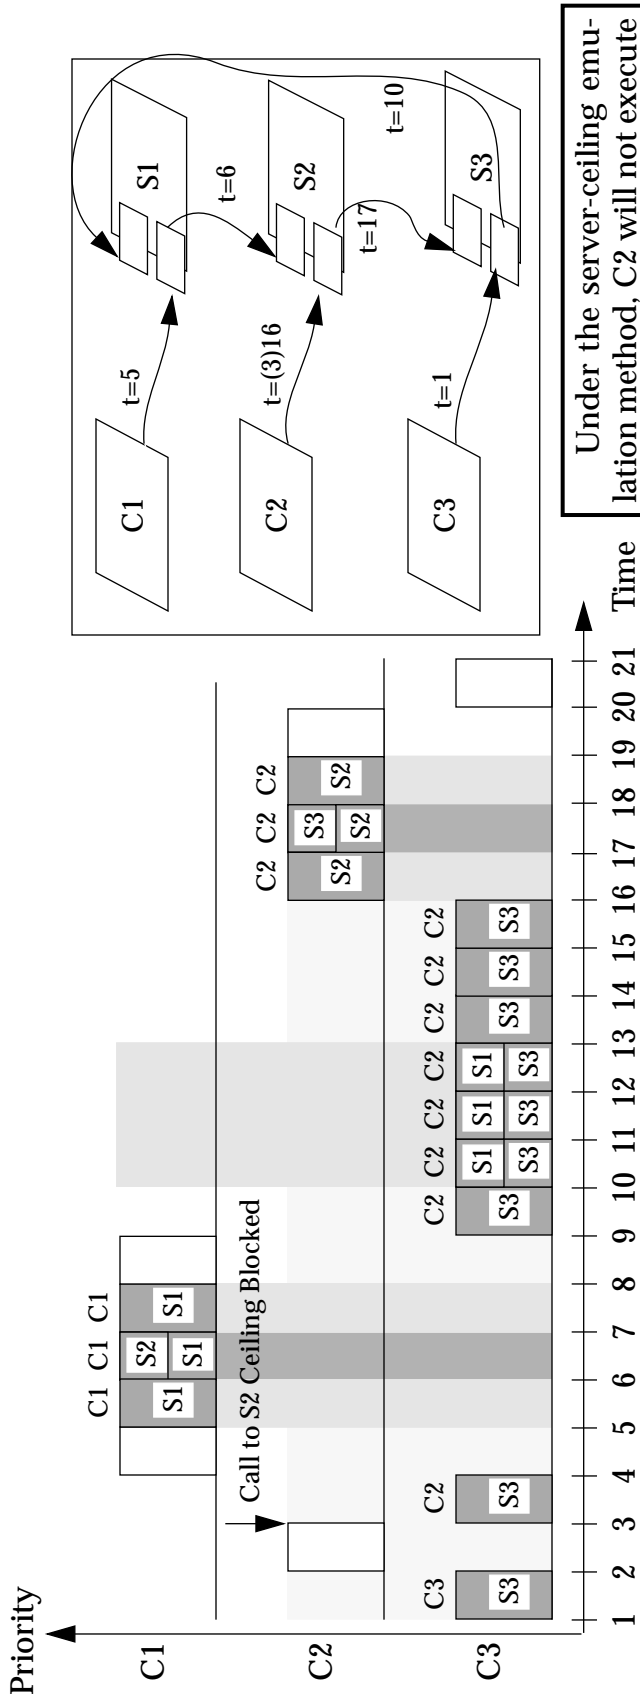 Priority
C1
C2
C3
C1 C1 C1
S1
S2
S1
S1
Call to S2 Ceiling Blocked
C2 C2 C2
S2
S3
S2
S2
C3
S3
C2
S3
C2 C2 C2 C2 C2 C2 C2
S3
S1
S3
S1
S3
S1
S3
S3
S3
S3
1 2 3 4 5 6 7 8 9 10 11 12 13 14 15 16 17 18 19 20 21 Time
C1
t=5
S1
t=6
C2
t=(3)16
S2
t=17
t=10
C3
t=1
S3
Under the server-ceiling emu-
lation method, C2 will not execute